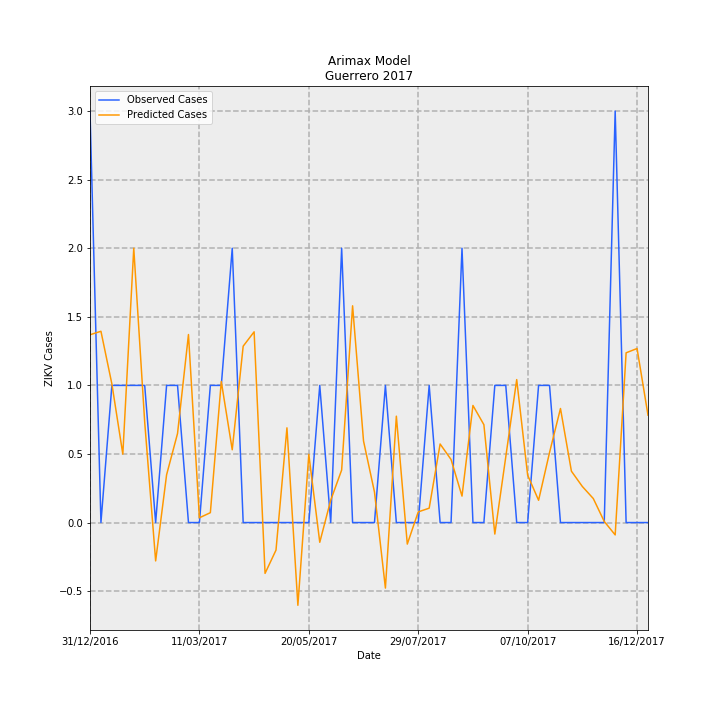 Arimax Model
Guerrero 2017
Observed Cases
Predicted Cases
3.0
2.5
2.0
1.5
1.0
0.5
0.0
−0.5
ZIKV Cases
31/12/2016
11/03/2017
20/05/2017
29/07/2017
07/10/2017
16/12/2017
Date